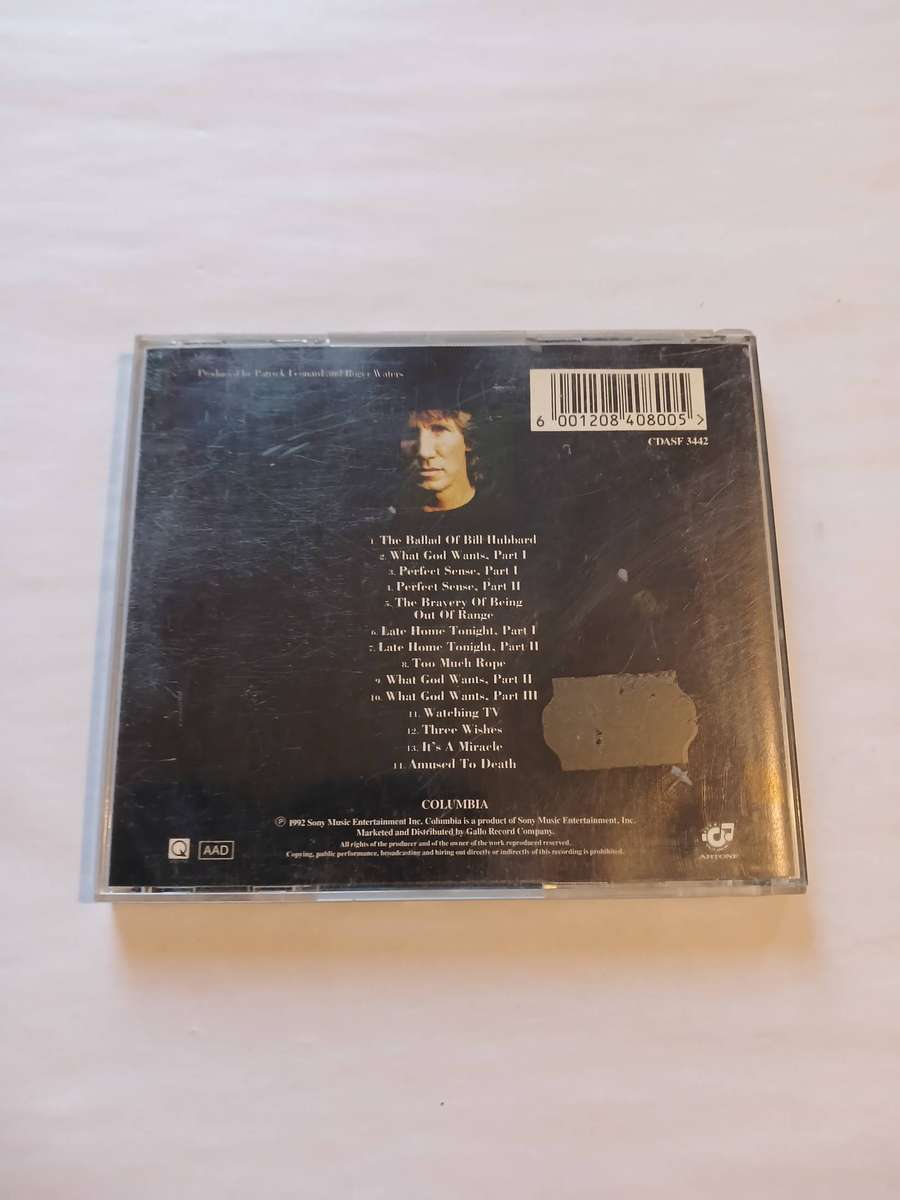 Produced by Patrick Leonard and Roger Waters
6 001208 408005 >
CDASF 3442
1. The Ballad Of Bill Hubbard
2. What God Wants, Part I
3. Perfect Sense, Part I
4. Perfect Sense, Part II
5. The Bravery Of Being
Out Of Range
6. Late Home Tonight, Part I
7. Late Home Tonight, Part II
8. Too Much Rope
9. What God Wants, Part II
10. What God Wants, Part III
11. Watching TV
12. Three Wishes
13. It's A Miracle
14. Amused To Death
COLUMBIA
℗ 1992 Sony Music Entertainment Inc. Columbia is a product of Sony Music Entertainment, Inc.
Marketed and Distributed by Gallo Record Company.
All rights of the producer and of the owner of the work reproduced reserved.
Copying, public performance, broadcasting and hiring out directly or indirectly of this recording is prohibited.
Q
AAD
ARTONE